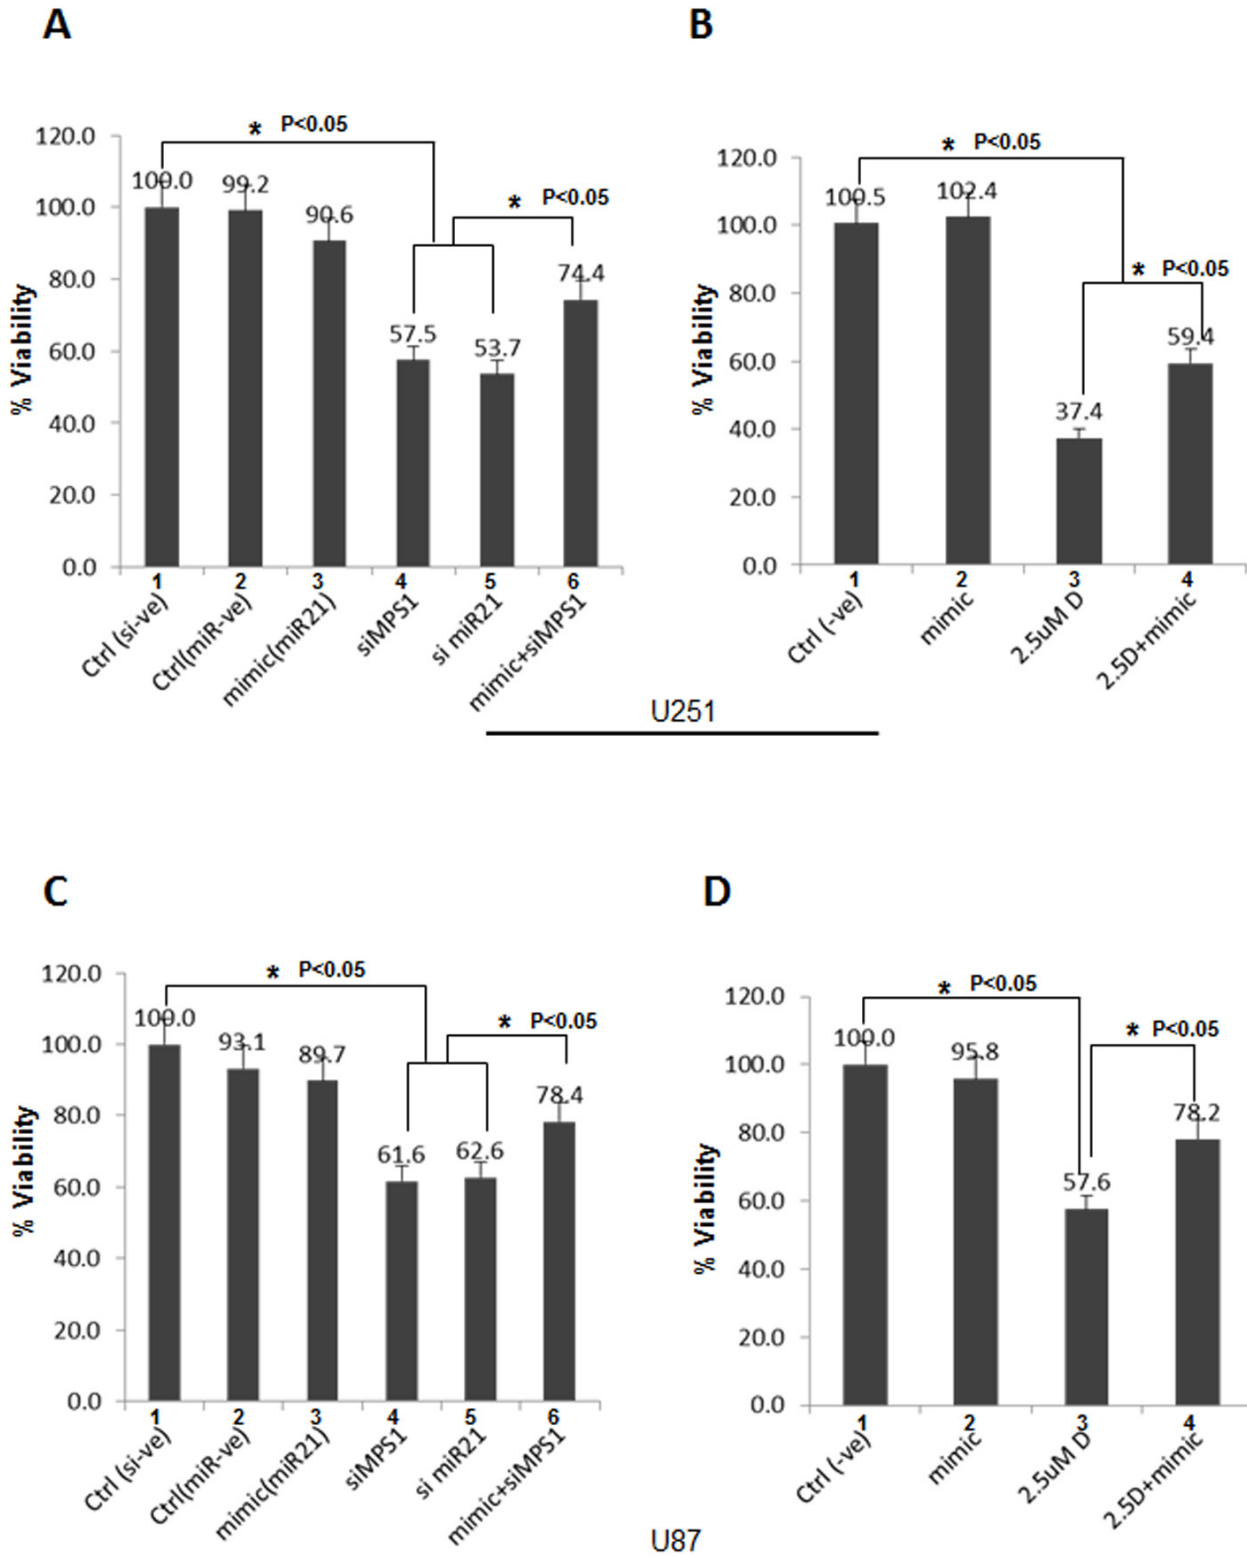 A
B
* P<0.05
* P<0.05
120.0
100.0
80.0
60.0
40.0
20.0
0.0
% Viability
100.0
99.2
90.6
57.5
53.7
74.4
1
2
3
4
5
6
Ctrl (si-ve)
Ctrl(miR-ve)
mimic(miR21)
siMPS1
si miR21
mimic+siMPS1
* P<0.05
* P<0.05
120.0
100.0
80.0
60.0
40.0
20.0
0.0
% Viability
100.5
102.4
37.4
59.4
1
2
3
4
Ctrl (-ve)
mimic
2.5uM D
2.5D+mimic
U251
C
D
* P<0.05
* P<0.05
120.0
100.0
80.0
60.0
40.0
20.0
0.0
% Viability
100.0
93.1
89.7
61.6
62.6
78.4
1
2
3
4
5
6
Ctrl (si-ve)
Ctrl(miR-ve)
mimic(miR21)
siMPS1
si miR21
mimic+siMPS1
* P<0.05
* P<0.05
120.0
100.0
80.0
60.0
40.0
20.0
0.0
% Viability
100.0
95.8
57.6
78.2
1
2
3
4
Ctrl (-ve)
mimic
2.5uM D
2.5D+mimic
U87